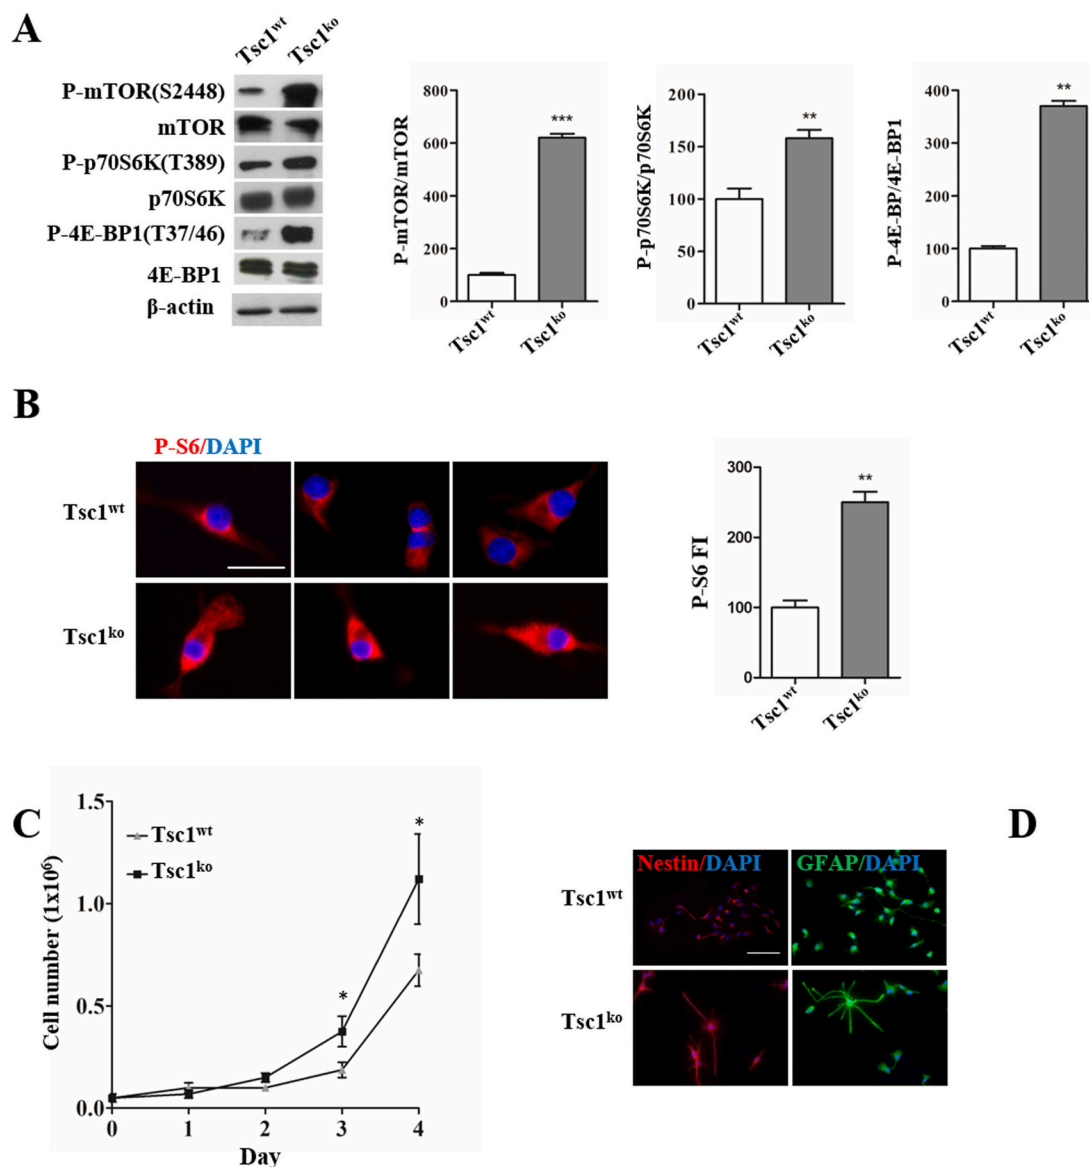 A
Tsc1wt
Tsc1ko
P-mTOR(S2448)
mTOR
P-p70S6K(T389)
p70S6K
P-4E-BP1(T37/46)
4E-BP1
β-actin
P-mTOR/mTOR
800
600
400
200
0
***
Tsc1wt
Tsc1ko
P-p70S6K/p70S6K
200
150
100
50
0
**
Tsc1wt
Tsc1ko
P-4E-BP/4E-BP1
400
300
200
100
0
**
Tsc1wt
Tsc1ko
B
P-S6/DAPI
Tsc1wt
Tsc1ko
P-S6 FI
300
200
100
0
**
Tsc1wt
Tsc1ko
C
Cell number (1x10⁶)
1.5
1.0
0.5
0.0
Tsc1wt
Tsc1ko
*
*
0 1 2 3 4
Day
D
Nestin/DAPI
GFAP/DAPI
Tsc1wt
Tsc1ko